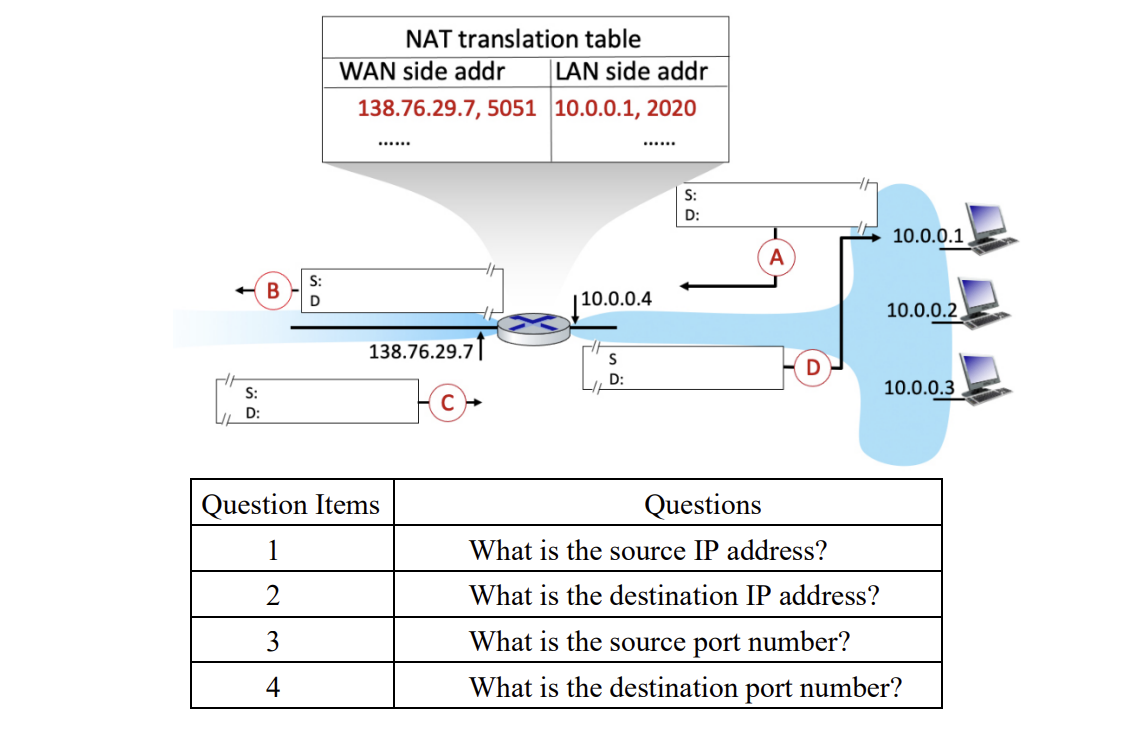 NAT translation table
WAN side addr LAN side addr
138.76.29.7, 5051 10.0.0.1, 2020
...... ......
S:
D:
A
10.0.0.1
B
S:
D
10.0.0.4
10.0.0.2
138.76.29.7
S
D:
D
10.0.0.3
S:
D:
C
Question Items Questions
1 What is the source IP address?
2 What is the destination IP address?
3 What is the source port number?
4 What is the destination port number?